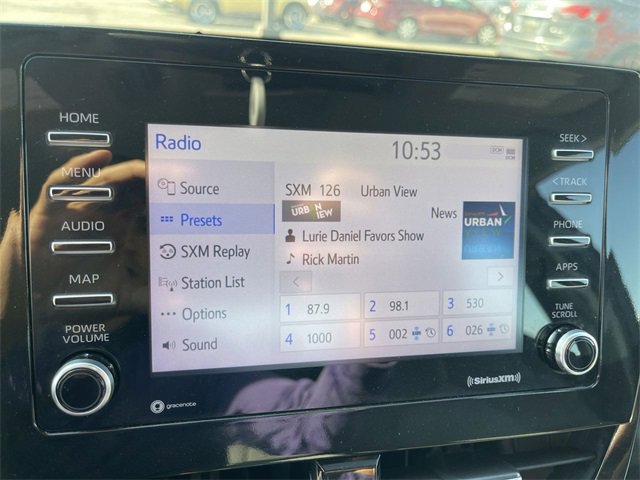 HOME
MENU
AUDIO
MAP
POWER
VOLUME
Radio
10:53
DCM
Source
Presets
SXM Replay
Station List
Options
Sound
SXM 126 Urban View
URBAN VIEW
News
URBAN
Lurie Daniel Favors Show
Rick Martin
1 87.9
2 98.1
3 530
4 1000
5 002
6 026
SEEK >
< TRACK
PHONE
APPS
TUNE
SCROLL
gracenote
SiriusXM